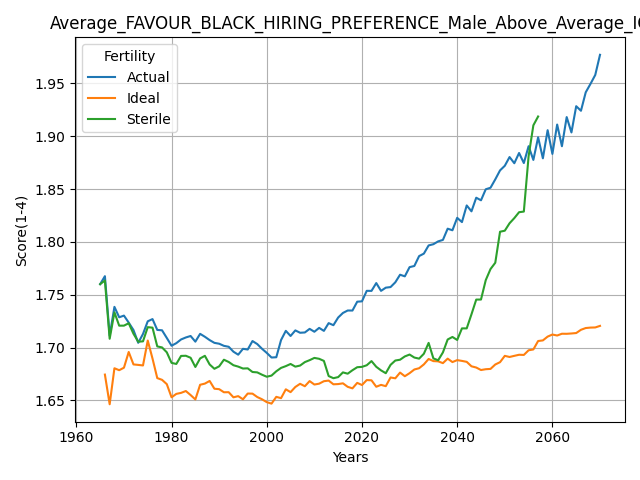 Average_FAVOUR_BLACK_HIRING_PREFERENCE_Male_Above_Average_I
Fertility
Actual
Ideal
Sterile
1.95
1.90
1.85
1.80
1.75
1.70
1.65
Score(1-4)
1960 1980 2000 2020 2040 2060
Years